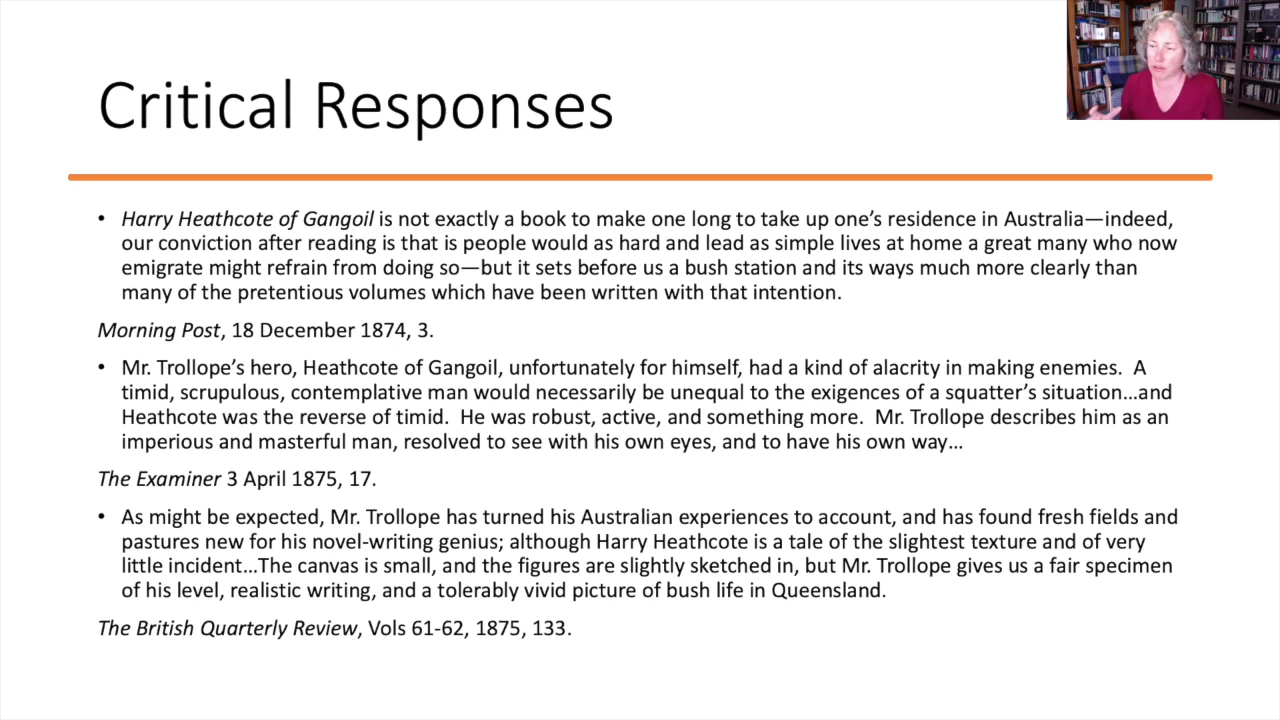 Critical Responses
• Harry Heathcote of Gangoil is not exactly a book to make one long to take up one’s residence in Australia—indeed,
our conviction after reading is that is people would as hard and lead as simple lives at home a great many who now
emigrate might refrain from doing so—but it sets before us a bush station and its ways much more clearly than
many of the pretentious volumes which have been written with that intention.
Morning Post, 18 December 1874, 3.
• Mr. Trollope’s hero, Heathcote of Gangoil, unfortunately for himself, had a kind of alacrity in making enemies.  A
timid, scrupulous, contemplative man would necessarily be unequal to the exigences of a squatter’s situation…and
Heathcote was the reverse of timid.  He was robust, active, and something more.  Mr. Trollope describes him as an
imperious and masterful man, resolved to see with his own eyes, and to have his own way…
The Examiner 3 April 1875, 17.
• As might be expected, Mr. Trollope has turned his Australian experiences to account, and has found fresh fields and
pastures new for his novel-writing genius; although Harry Heathcote is a tale of the slightest texture and of very
little incident…The canvas is small, and the figures are slightly sketched in, but Mr. Trollope gives us a fair specimen
of his level, realistic writing, and a tolerably vivid picture of bush life in Queensland.
The British Quarterly Review, Vols 61-62, 1875, 133.